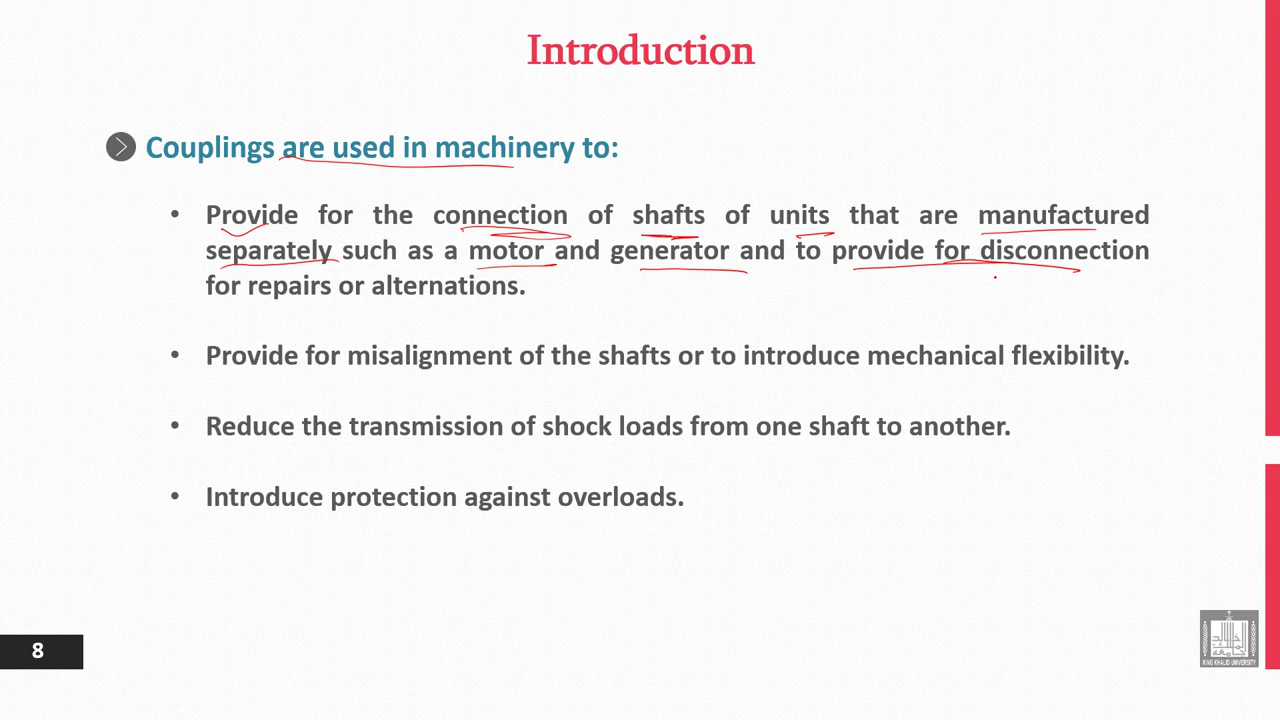 Introduction
Couplings are used in machinery to:
• Provide for the connection of shafts of units that are manufactured
separately such as a motor and generator and to provide for disconnection
for repairs or alternations.
• Provide for misalignment of the shafts or to introduce mechanical flexibility.
• Reduce the transmission of shock loads from one shaft to another.
• Introduce protection against overloads.
8
KING KHALID UNIVERSITY